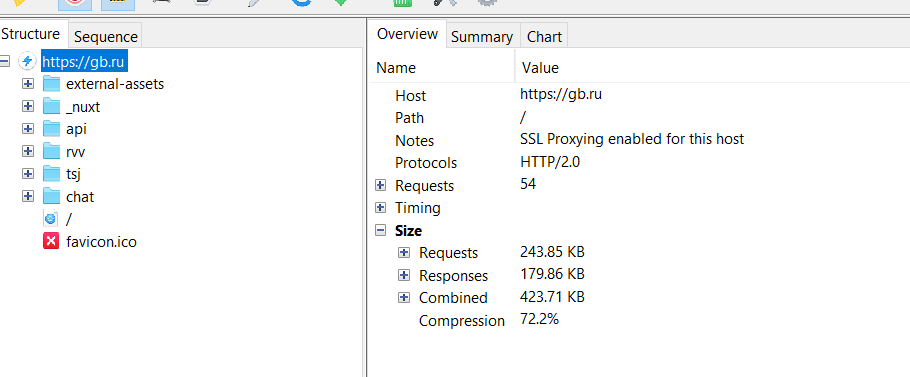 Structure Sequence
https://gb.ru
external-assets
_nuxt
api
rvv
tsj
chat
/
favicon.ico
Overview Summary Chart
Name Value
Host https://gb.ru
Path /
Notes SSL Proxying enabled for this host
Protocols HTTP/2.0
Requests 54
Timing
Size
Requests 243.85 KB
Responses 179.86 KB
Combined 423.71 KB
Compression 72.2%